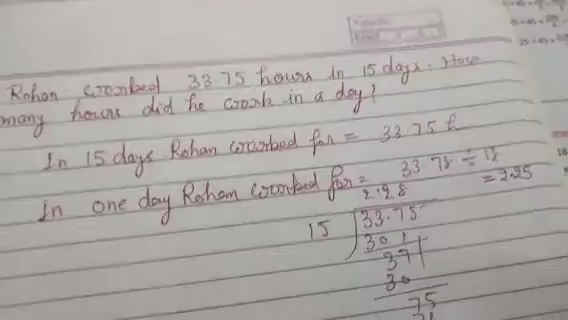 Rohan worked 33.75 hours in 15 days. How
many hours did he work in a day?
In 15 days Rohan worked for = 33.75 h
In one day Rohan worked for = 33.75 ÷ 15
= 2.25
2.25
15 33.75
30
37
30
75